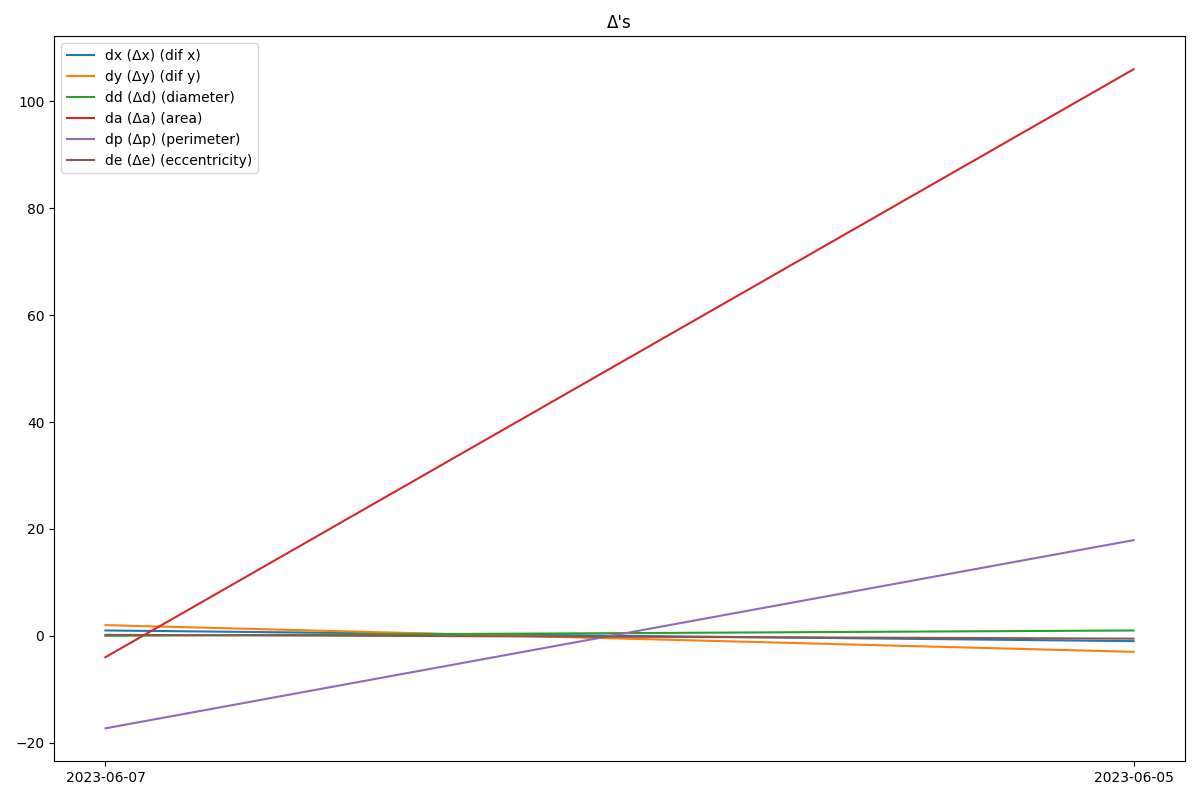 Δ's
dx (Δx) (dif x)
dy (Δy) (dif y)
dd (Δd) (diameter)
da (Δa) (area)
dp (Δp) (perimeter)
de (Δe) (eccentricity)
100
80
60
40
20
0
−20
2023-06-07
2023-06-05